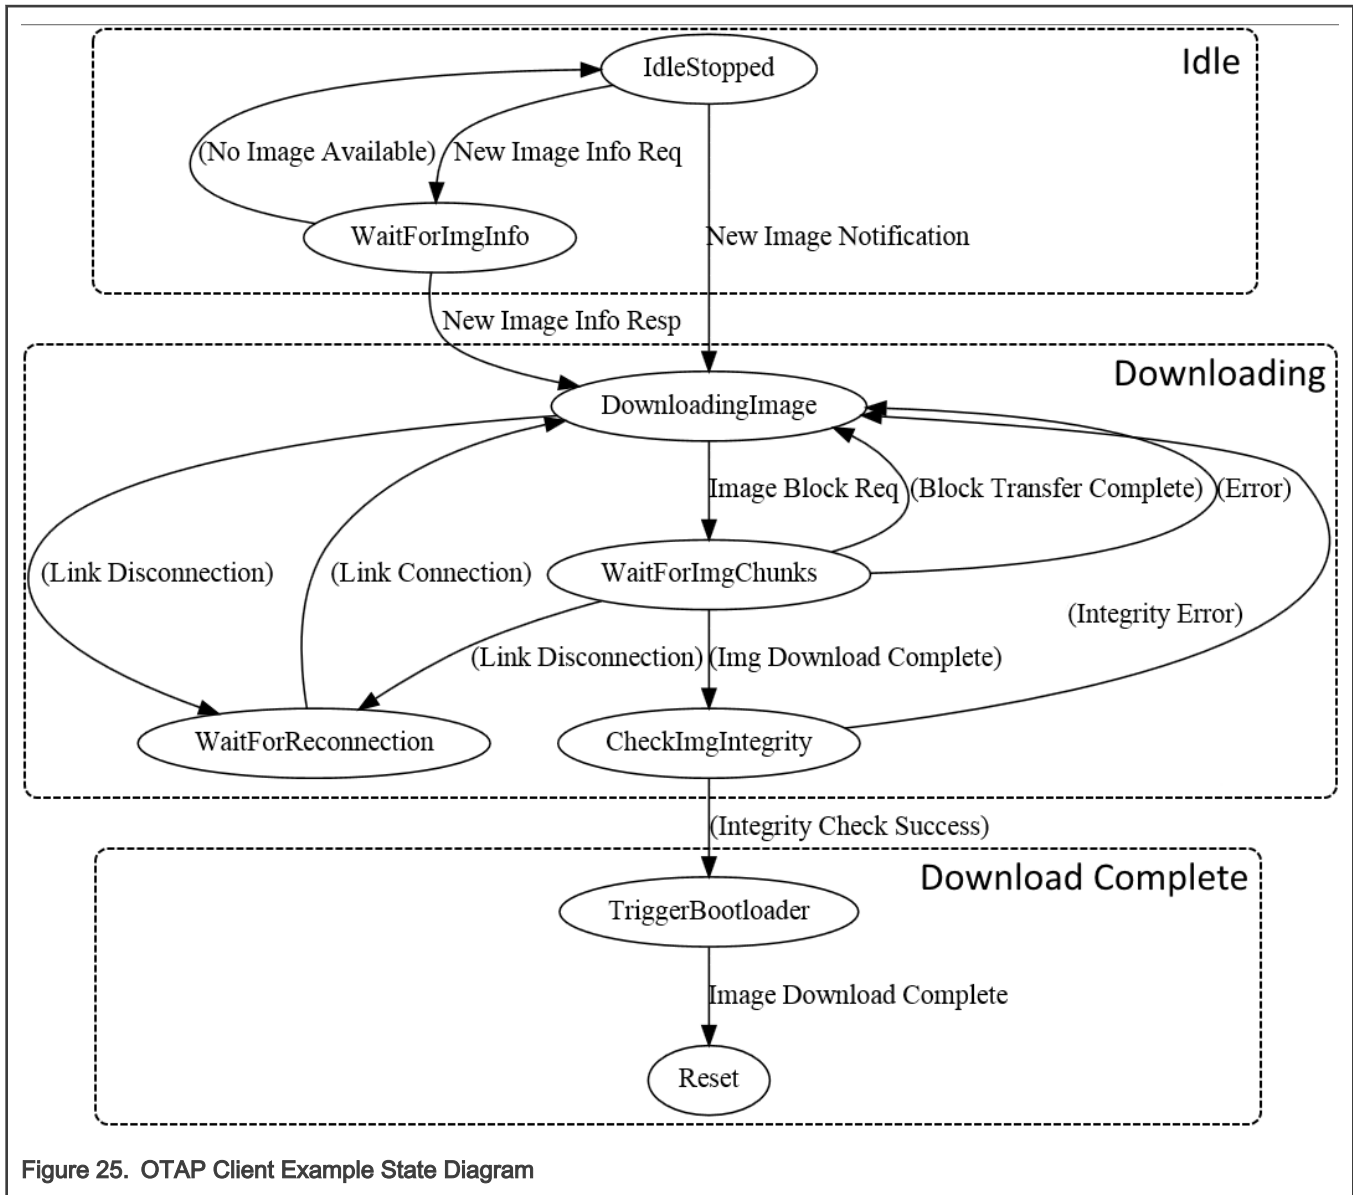 IdleStopped
Idle
(No Image Available)
New Image Info Req
WaitForImgInfo
New Image Notification
New Image Info Resp
Downloading
DownloadingImage
Image Block Req
(Block Transfer Complete)
(Error)
(Link Disconnection)
(Link Connection)
WaitForImgChunks
(Integrity Error)
(Link Disconnection)
(Img Download Complete)
WaitForReconnection
CheckImgIntegrity
(Integrity Check Success)
Download Complete
TriggerBootloader
Image Download Complete
Reset
Figure 25. OTAP Client Example State Diagram